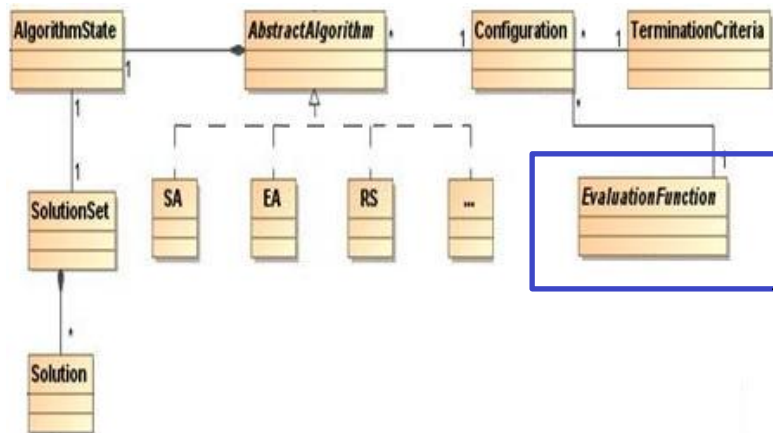 AlgorithmState
AbstractAlgorithm
Configuration
TerminationCriteria
1
*
1
*
1
1
*
1
1
SA
EA
RS
...
EvaluationFunction
SolutionSet
*
Solution